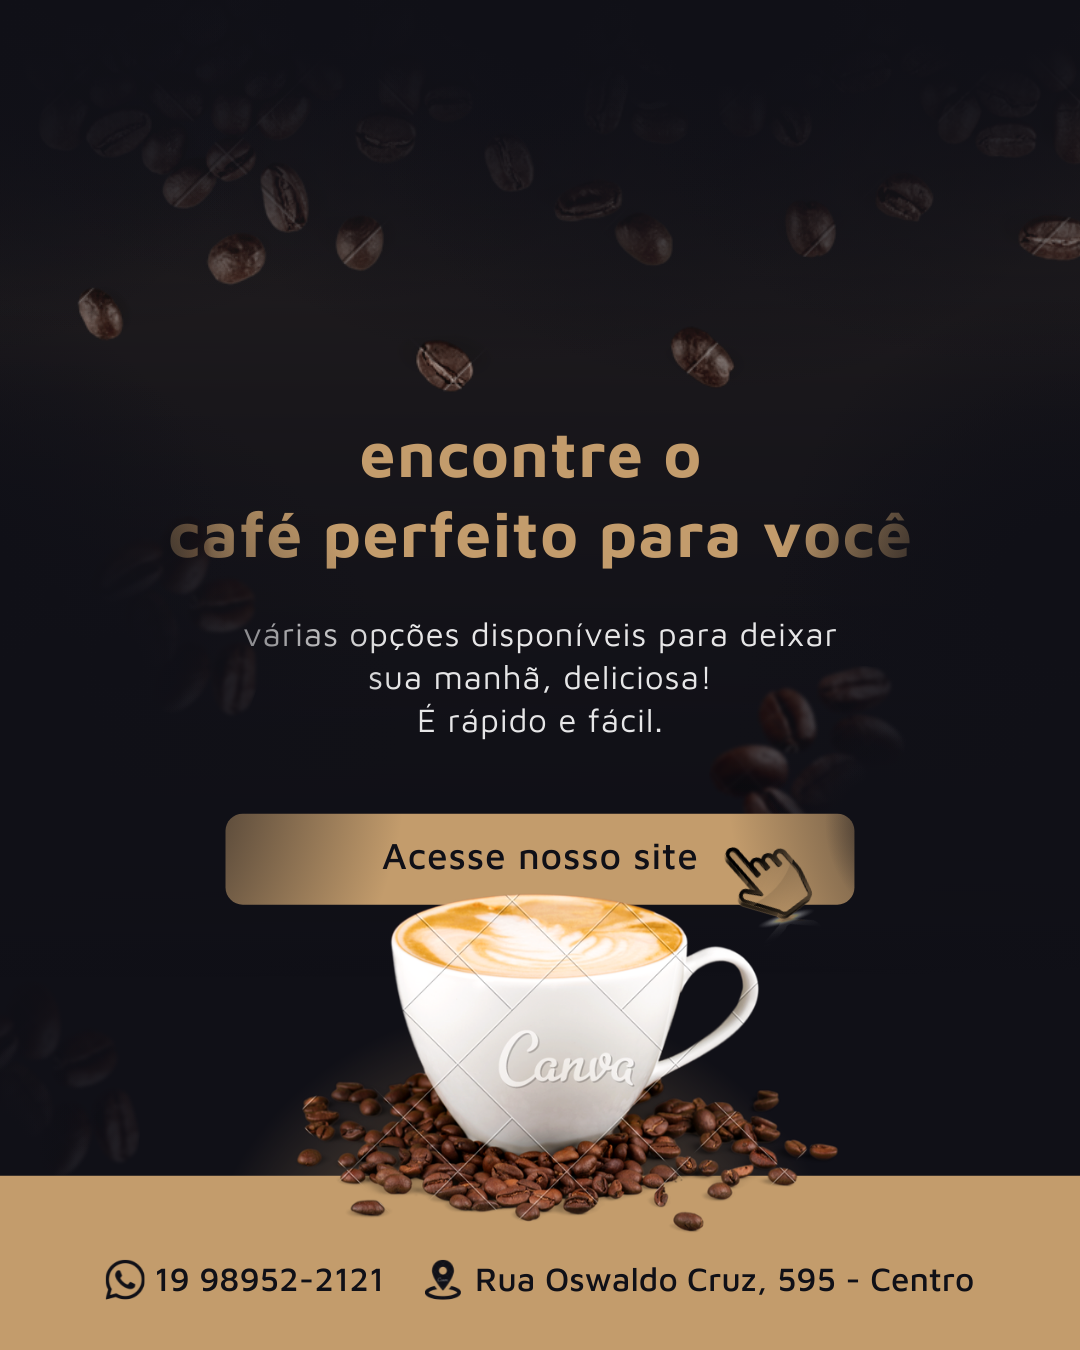 encontre o
café perfeito para você
várias opções disponíveis para deixar
sua manhã, deliciosa!
É rápido e fácil.
Acesse nosso site
Canva
19 98952-2121
Rua Oswaldo Cruz, 595 - Centro